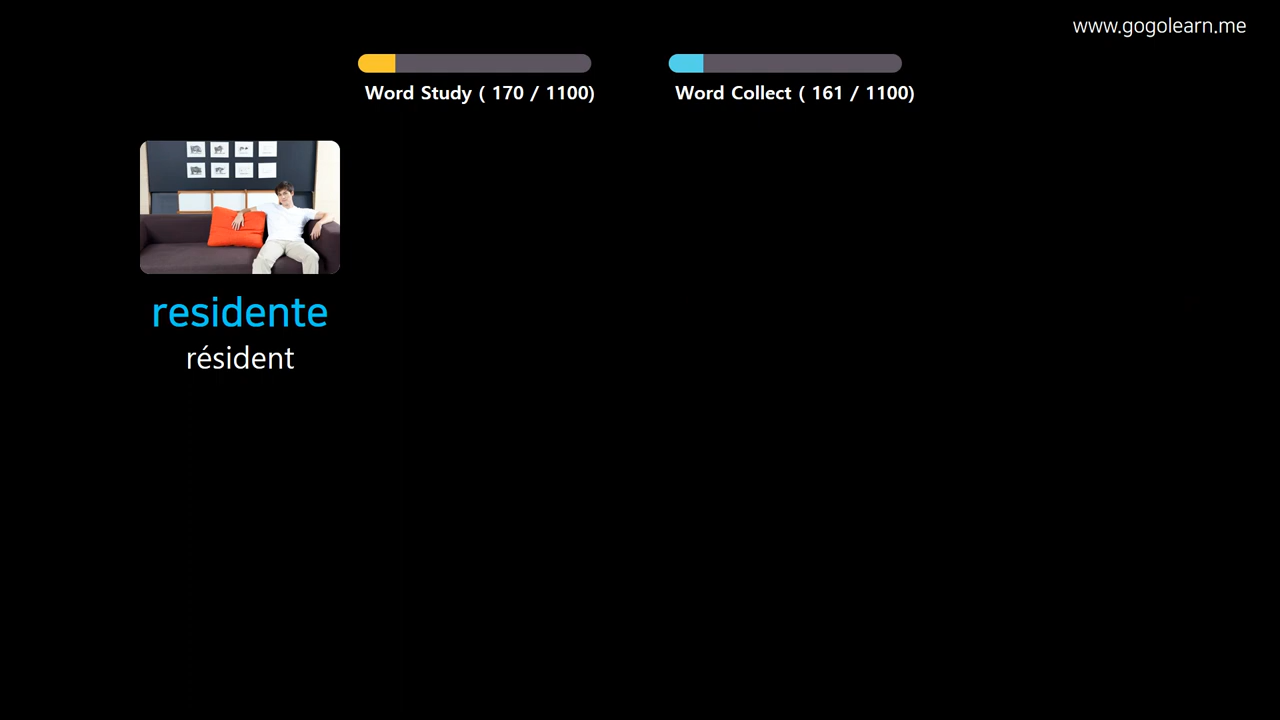 www.gogolearn.me
Word Study ( 170 / 1100)
Word Collect ( 161 / 1100)
residente
résident